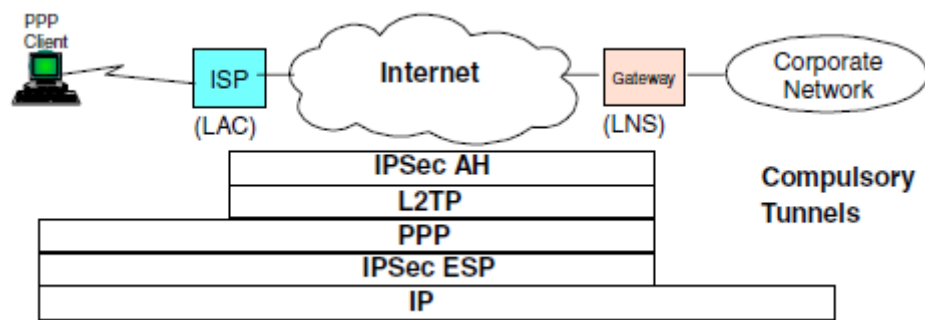 PPP
Client
ISP
(LAC)
Internet
Gateway
(LNS)
Corporate
Network
IPSec AH
L2TP
PPP
IPSec ESP
IP
Compulsory
Tunnels